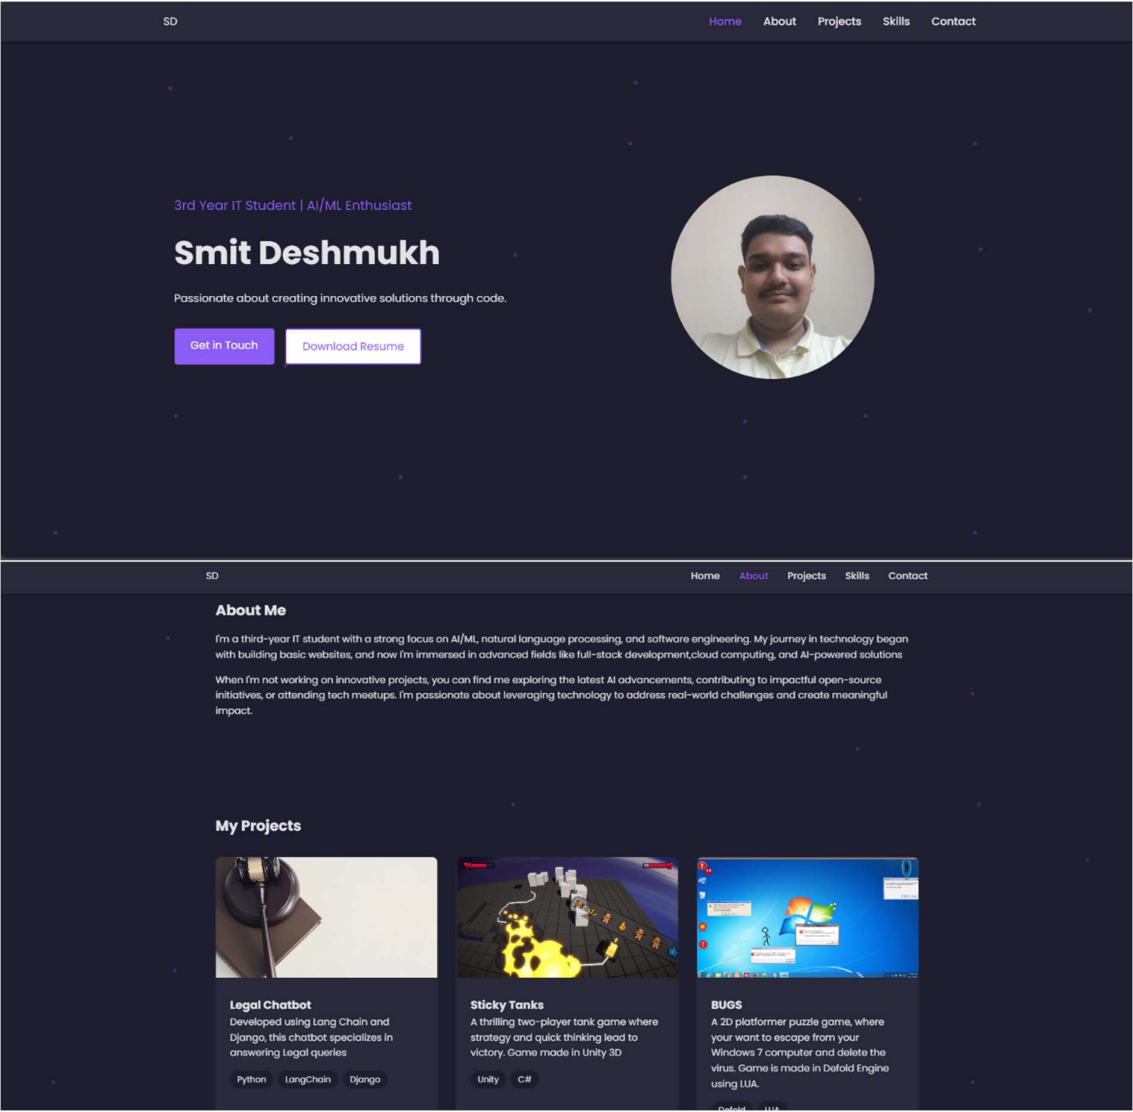 SD
Home About Projects Skills Contact
3rd Year IT Student | AI/ML Enthusiast
Smit Deshmukh
Passionate about creating innovative solutions through code.
Get in Touch
Download Resume
SD
Home About Projects Skills Contact
About Me
I'm a third-year IT student with a strong focus on AI/ML, natural language processing, and software engineering. My journey in technology began
with building basic websites, and now I'm immersed in advanced fields like full-stack development,cloud computing, and AI-powered solutions
When I'm not working on innovative projects, you can find me exploring the latest AI advancements, contributing to impactful open-source
initiatives, or attending tech meetups. I'm passionate about leveraging technology to address real-world challenges and create meaningful
impact.
My Projects
Legal Chatbot
Developed using Lang Chain and
Django, this chatbot specializes in
answering Legal queries
Python LangChain Django
Sticky Tanks
A thrilling two-player tank game where
strategy and quick thinking lead to
victory. Game made in Unity 3D
Unity C#
BUGS
A 2D platformer puzzle game, where
your want to escape from your
Windows 7 computer and delete the
virus. Game is made in Defold Engine
using LUA.
Defold LUA